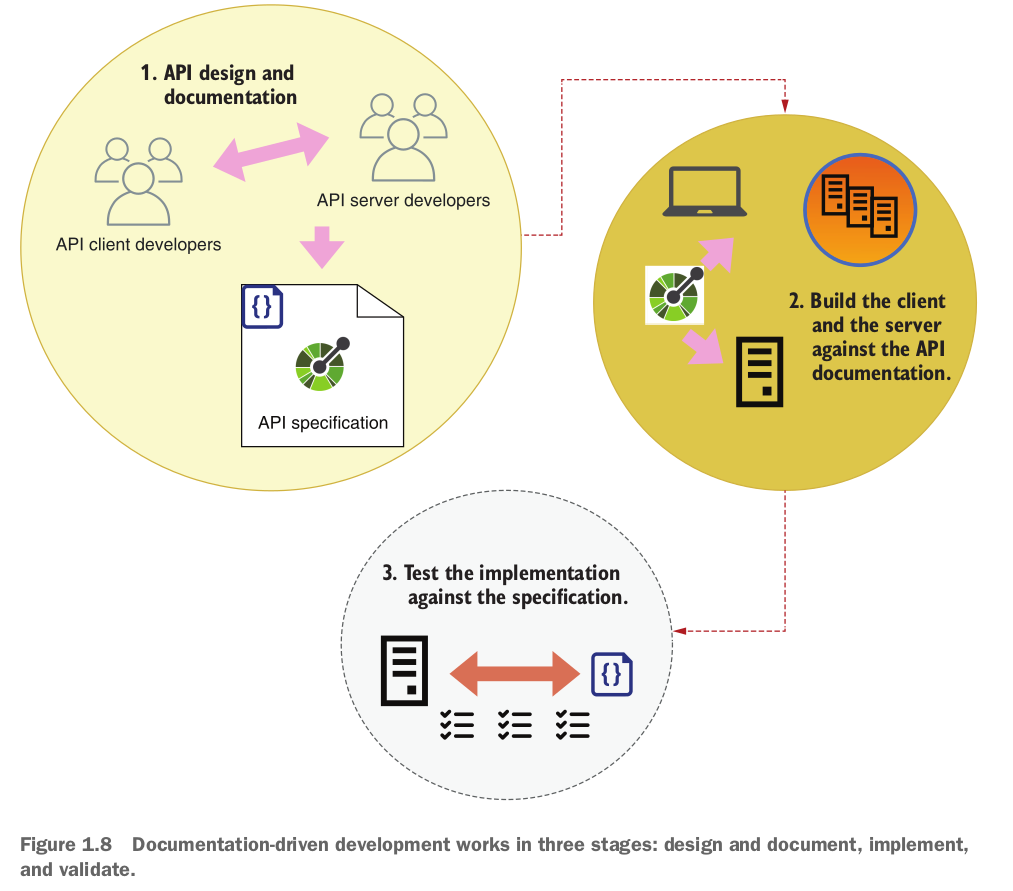 1. API design and
documentation
API client developers
API server developers
{}
API specification
2. Build the client
and the server
against the API
documentation.
3. Test the implementation
against the specification.
{}
Figure 1.8 Documentation-driven development works in three stages: design and document, implement,
and validate.